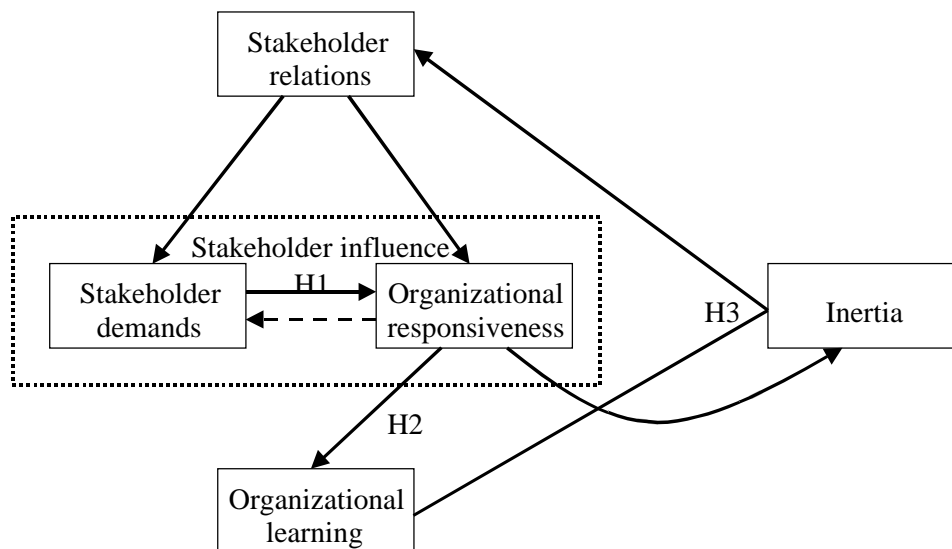 Stakeholder
relations
Stakeholder influence
H1
Stakeholder
demands
Organizational
responsiveness
H3
Inertia
H2
Organizational
learning